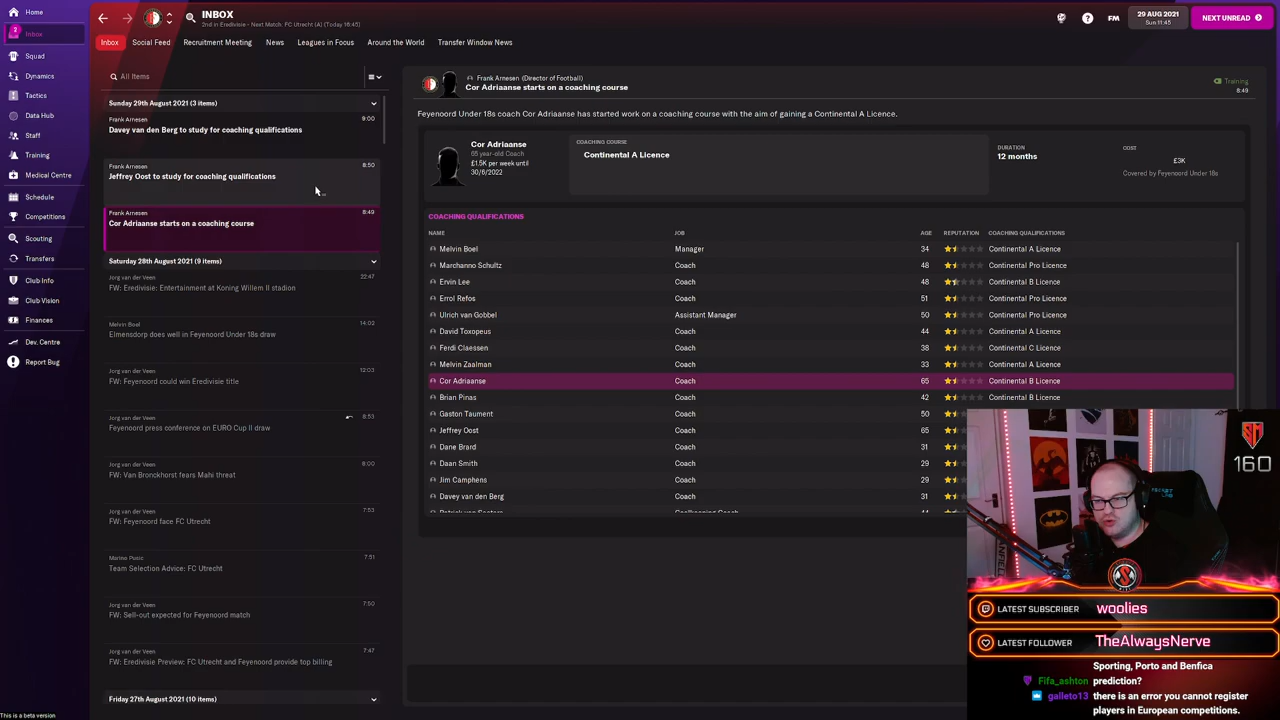 INBOX
2nd in Eredivisie - Next Match: FC Utrecht (A) (Today 16:45)
FM
29 AUG 2021
Sun 11:45
NEXT UNREAD
Home
2
Inbox
Squad
Dynamics
Tactics
Data Hub
Staff
Training
Medical Centre
Schedule
Competitions
Scouting
Transfers
Club Info
Club Vision
Finances
Dev. Centre
Report Bug
This is a beta version
Inbox
Social Feed
Recruitment Meeting
News
Leagues in Focus
Around the World
Transfer Window News
All Items
Sunday 29th August 2021 (3 items)
Frank Arnesen 9:00
Davey van den Berg to study for coaching qualifications
Frank Arnesen 8:50
Jeffrey Oost to study for coaching qualifications
Frank Arnesen 8:49
Cor Adriaanse starts on a coaching course
Saturday 28th August 2021 (9 items)
Jorg van der Veen 22:47
FW: Eredivisie: Entertainment at Koning Willem II stadion
Melvin Boel 14:03
Elmensdorp does well in Feyenoord Under 18s draw
Jorg van der Veen 12:03
FW: Feyenoord could win Eredivisie title
Jorg van der Veen 8:53
Feyenoord press conference on EURO Cup II draw
Jorg van der Veen 8:00
FW: Van Bronckhorst fears Mahi threat
Jorg van der Veen 7:53
FW: Feyenoord face FC Utrecht
Marino Pusic 7:51
Team Selection Advice: FC Utrecht
Jorg van der Veen 7:50
FW: Sell-out expected for Feyenoord match
Jorg van der Veen 7:47
FW: Eredivisie Preview: FC Utrecht and Feyenoord provide top billing
Friday 27th August 2021 (10 items)
Frank Arnesen (Director of Football)
Cor Adriaanse starts on a coaching course
Training
8:49
Feyenoord Under 18s coach Cor Adriaanse has started work on a coaching course with the aim of gaining a Continental A Licence.
Cor Adriaanse
65 year-old Coach
£1.5K per week until
30/6/2022
COACHING COURSE
Continental A Licence
DURATION
12 months
COST
£3K
Covered by Feyenoord Under 18s
COACHING QUALIFICATIONS
NAME JOB AGE REPUTATION COACHING QUALIFICATIONS
Melvin Boel Manager 34 Continental A Licence
Marchanno Schultz Coach 48 Continental Pro Licence
Ervin Lee Coach 48 Continental B Licence
Errol Refos Coach 51 Continental Pro Licence
Ulrich van Gobbel Assistant Manager 50 Continental Pro Licence
David Toxopeus Coach 44 Continental A Licence
Ferdi Claessen Coach 38 Continental C Licence
Melvin Zaalman Coach 33 Continental A Licence
Cor Adriaanse Coach 65 Continental B Licence
Brian Pinas Coach 42 Continental B Licence
Gaston Taument Coach 50
Jeffrey Oost Coach 65
Dane Brard Coach 31
Daan Smith Coach 29
Jim Camphens Coach 29
Davey van den Berg Coach 31
SM
160
LATEST SUBSCRIBER woolies
LATEST FOLLOWER TheAlwaysNerve
Sporting, Porto and Benfica
prediction?
Fifa_ashton
galleto13 there is an error you cannot register
players in European competitions.